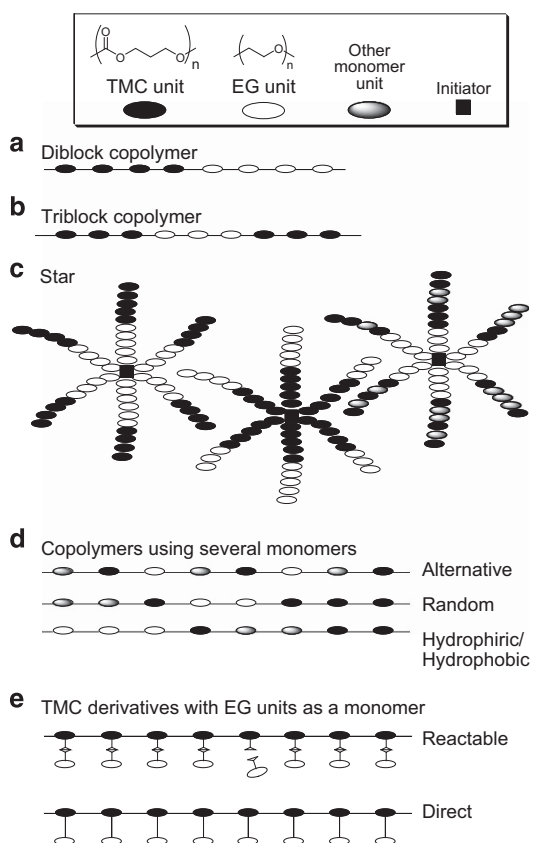 O
O
O
n
O
n
TMC unit
EG unit
Other
monomer
unit
Initiator
a
Diblock copolymer
b
Triblock copolymer
c
Star
d
Copolymers using several monomers
Alternative
Random
Hydrophiric/
Hydrophobic
e
TMC derivatives with EG units as a monomer
Reactable
Direct